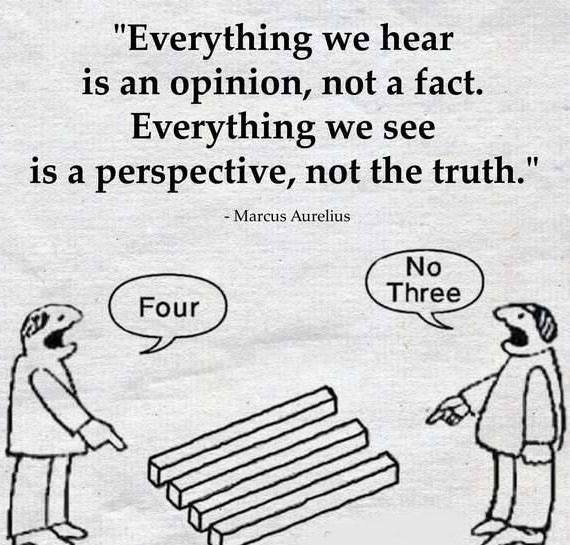 "Everything we hear
is an opinion, not a fact.
Everything we see
is a perspective, not the truth."
- Marcus Aurelius
Four
No
Three